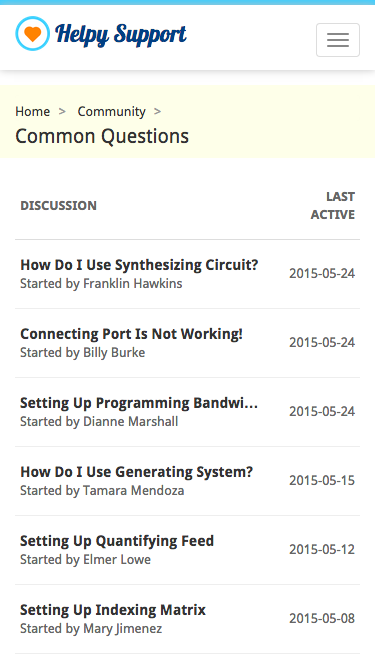 Helpy Support
Home > Community >
Common Questions
DISCUSSION
LAST
ACTIVE
How Do I Use Synthesizing Circuit?
Started by Franklin Hawkins
2015-05-24
Connecting Port Is Not Working!
Started by Billy Burke
2015-05-24
Setting Up Programming Bandwi...
Started by Dianne Marshall
2015-05-24
How Do I Use Generating System?
Started by Tamara Mendoza
2015-05-15
Setting Up Quantifying Feed
Started by Elmer Lowe
2015-05-12
Setting Up Indexing Matrix
Started by Mary Jimenez
2015-05-08